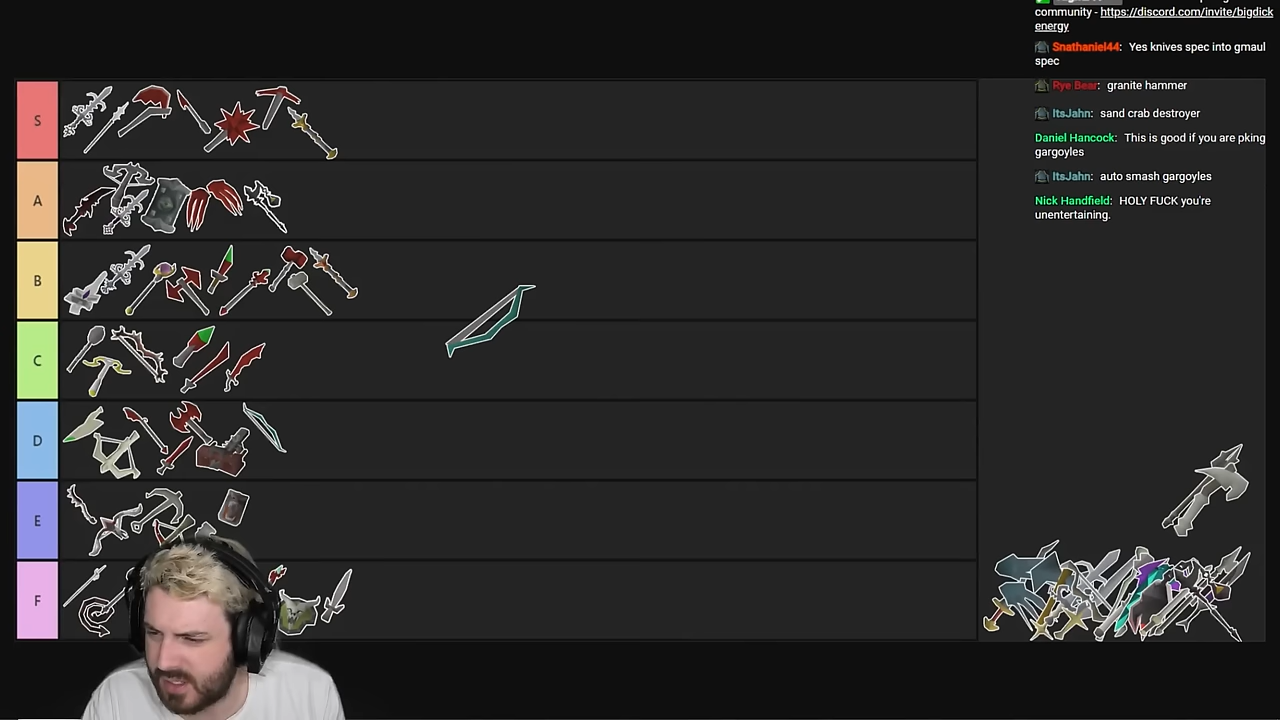 community - https://discord.com/invite/bigdick
energy
Snathaniel44: Yes knives spec into gmaul
spec
Rye Bear: granite hammer
ItsJahn: sand crab destroyer
Daniel Hancock: This is good if you are pking
gargoyles
ItsJahn: auto smash gargoyles
Nick Handfield: HOLY FUCK you're
unentertaining.
S
A
B
C
D
E
F